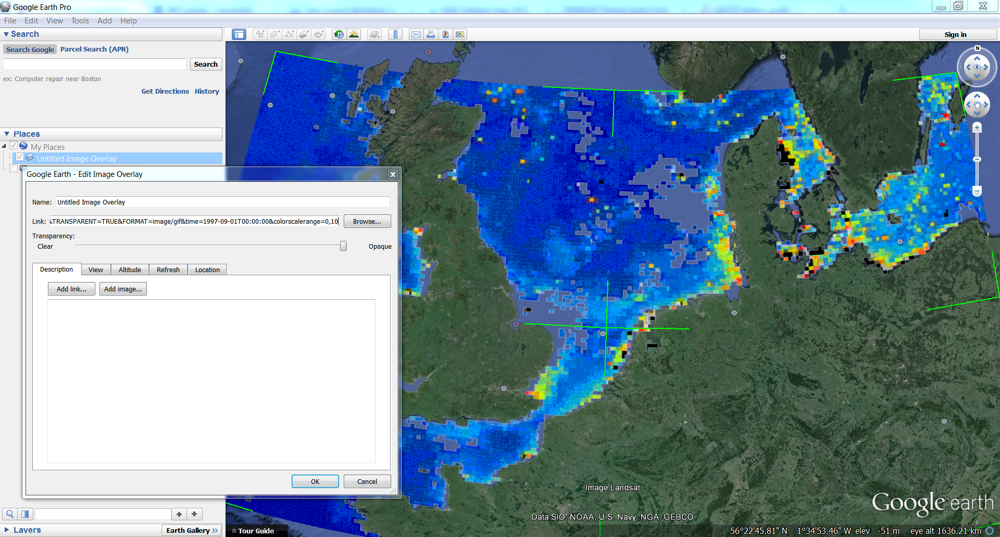 Google Earth Pro
File Edit View Tools Add Help
Search
Sign in
Search Google Parcel Search (APN)
Search
ex: Computer repair near Boston
Get Directions History
Places
My Places
Untitled Image Overlay
Google Earth - Edit Image Overlay
Name: Untitled Image Overlay
Link: &TRANSPARENT=TRUE&FORMAT=image/gif&time=1997-09-01T00:00:00&colorscalerange=0,10 Browse...
Transparency:
Clear Opaque
Description View Altitude Refresh Location
Add link... Add image...
OK Cancel
N
Image Landsat
Google earth
Data SIO, NOAA, U.S. Navy, NGA, GEBCO
Layers
Earth Gallery »
Tour Guide
56°22'45.81" N 1°34'53.46" W elev -51 m eye alt 1636.21 km